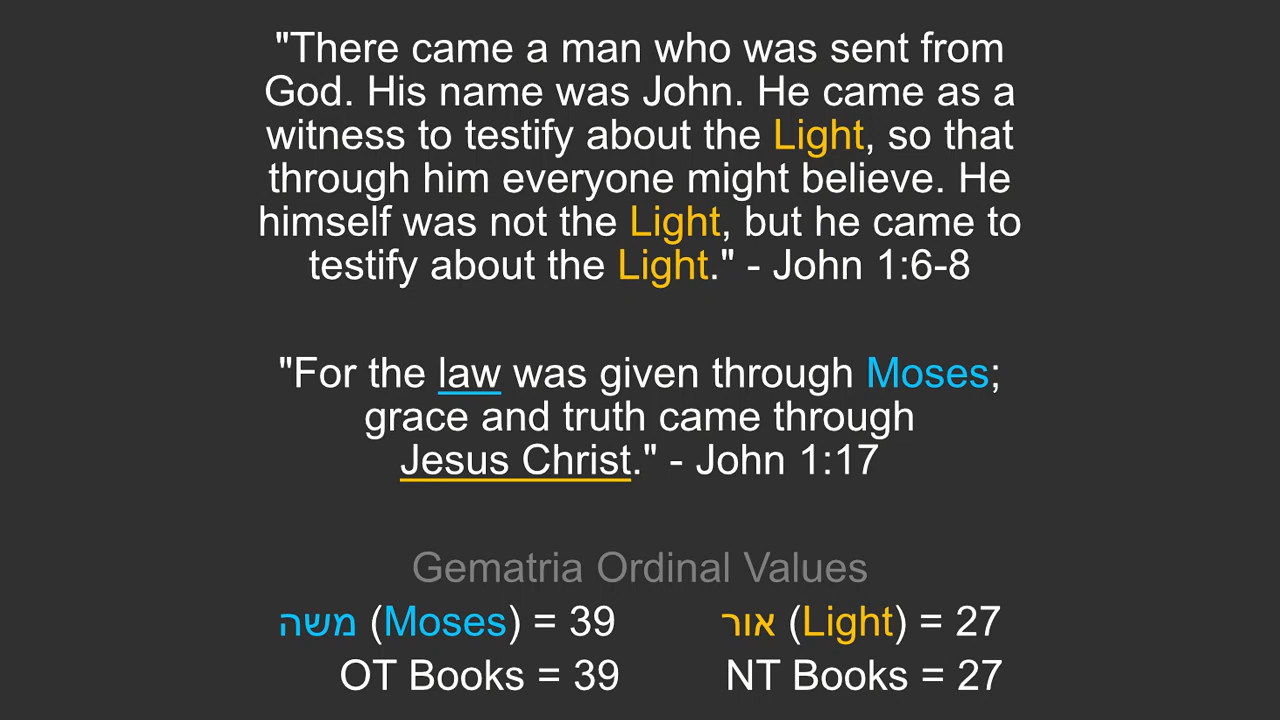 "There came a man who was sent from
God. His name was John. He came as a
witness to testify about the Light, so that
through him everyone might believe. He
himself was not the Light, but he came to
testify about the Light." - John 1:6-8
"For the law was given through Moses;
grace and truth came through
Jesus Christ." - John 1:17
Gematria Ordinal Values
משה (Moses) = 39 אור (Light) = 27
OT Books = 39 NT Books = 27